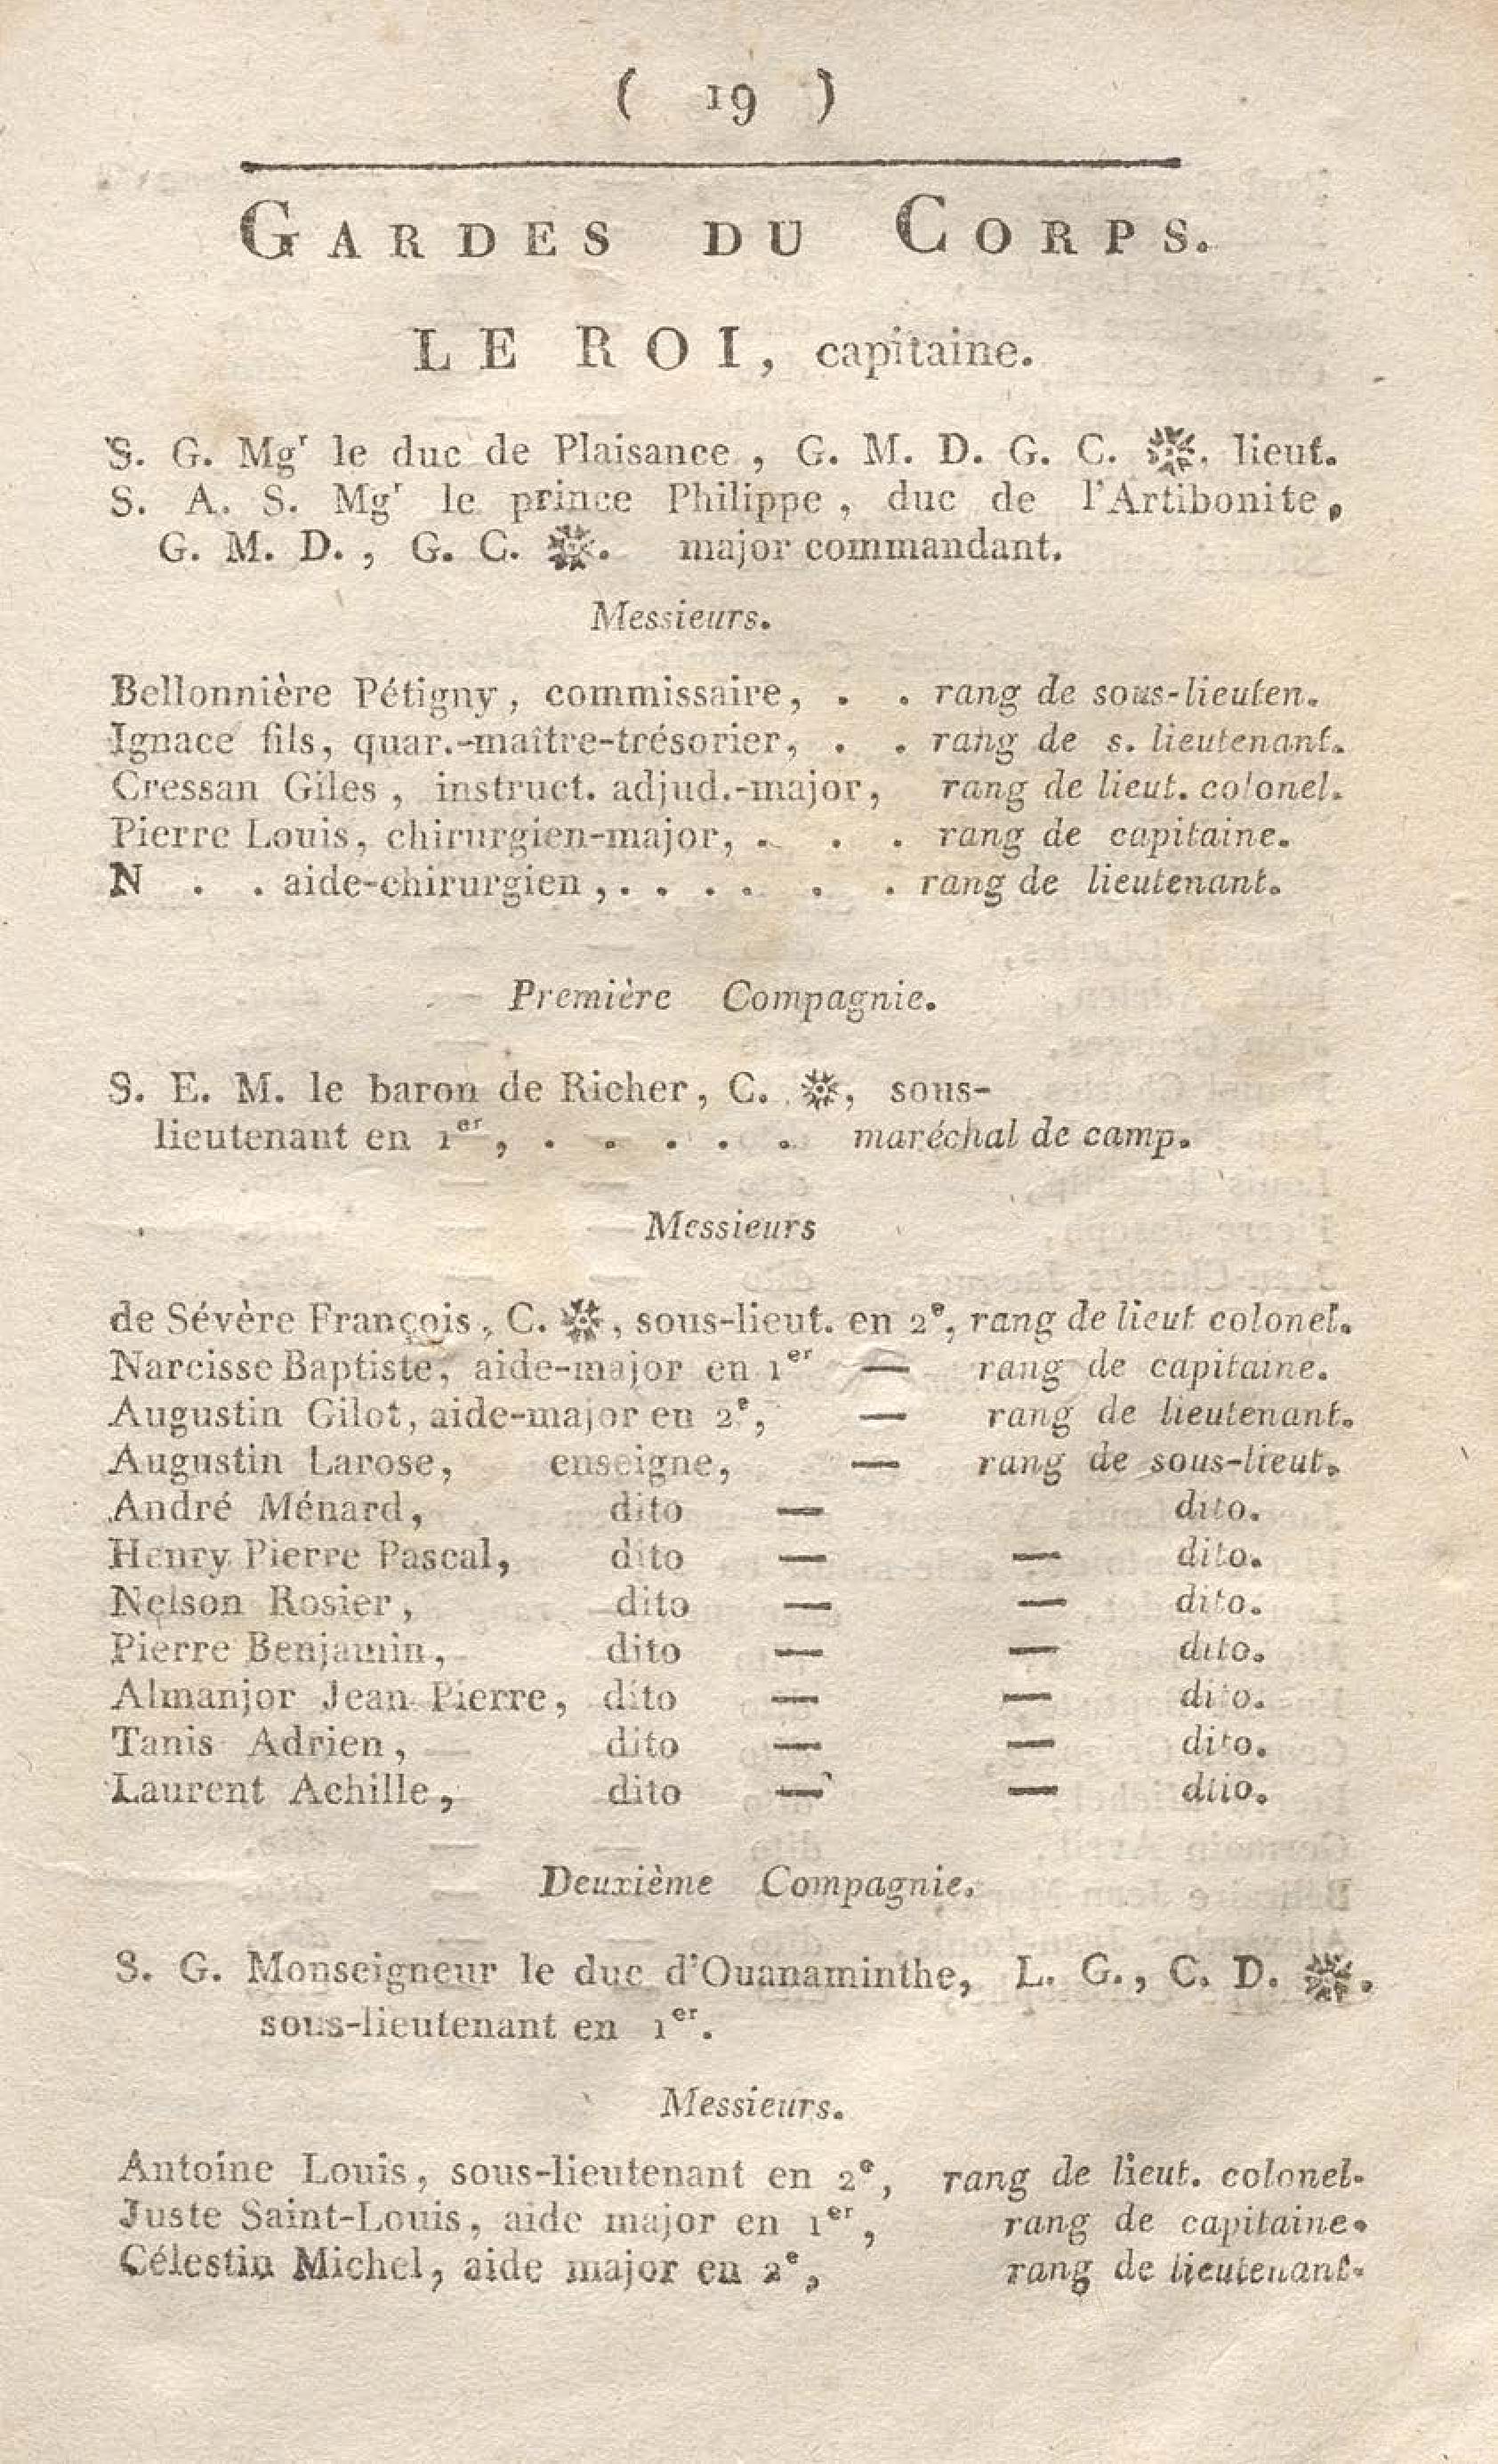 ( 19 )
GARDES DU CORPS.
LE ROI, capitaine.
S. G. Mgr le duc de Plaisance, G. M. D. G. C. ❋. lieut.
S. A. S. Mgr le prince Philippe, duc de l'Artibonite,
G. M. D., G. C. ❋. major commandant.
Messieurs.
Bellonnière Pétigny, commissaire, . . rang de sous-lieuten.
Ignace fils, quar.-maître-trésorier, . . rang de s. lieutenant.
Cressan Giles, instruct. adjud.-major, rang de lieut. colonel.
Pierre Louis, chirurgien-major, . . . rang de capitaine.
N . . aide-chirurgien, . . . . . . rang de lieutenant.
Première Compagnie.
S. E. M. le baron de Richer, C. ❋, sous-
lieutenant en 1er, . . . . . maréchal de camp.
Messieurs
de Sévère François, C. ❋, sous-lieut. en 2e, rang de lieut colonel.
Narcisse Baptiste, aide-major en 1er — rang de capitaine.
Augustin Gilot, aide-major en 2e, — rang de lieutenant.
Augustin Larose, enseigne, — rang de sous-lieut.
André Ménard, dito — dito.
Henry Pierre Pascal, dito — — dito.
Nelson Rosier, dito — — dito.
Pierre Benjamin, dito — — dito.
Almanjor Jean Pierre, dito — — dito.
Tanis Adrien, dito — — dito.
Laurent Achille, dito — — dito.
Deuxième Compagnie.
S. G. Monseigneur le duc d'Ouanaminthe, L. G., C. D. ❋.
sous-lieutenant en 1er.
Messieurs.
Antoine Louis, sous-lieutenant en 2e, rang de lieut. colonel.
Juste Saint-Louis, aide major en 1er, rang de capitaine.
Célestin Michel, aide major en 2e, rang de lieutenant.